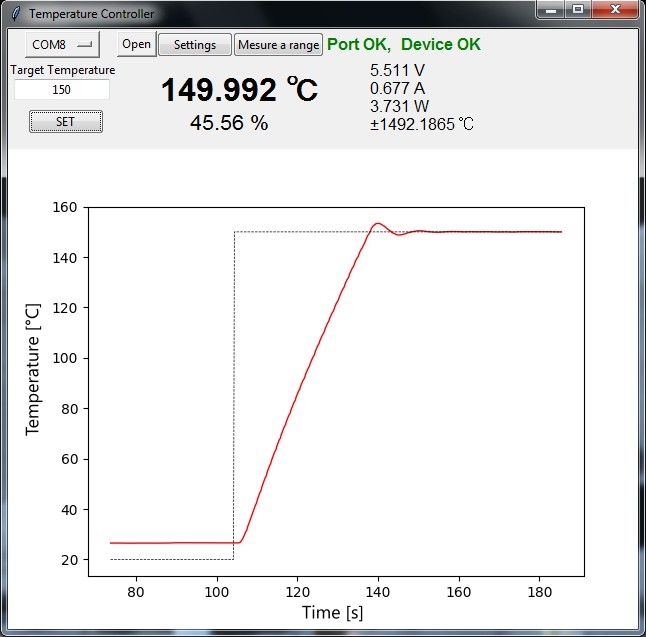 Temperature Controller
COM8 Open Settings Mesure a range Port OK, Device OK
Target Temperature
150
SET
149.992 °C
45.56 %
5.511 V
0.677 A
3.731 W
±1492.1865 °C
160
140
120
100
80
60
40
20
Temperature [°C]
80 100 120 140 160 180
Time [s]